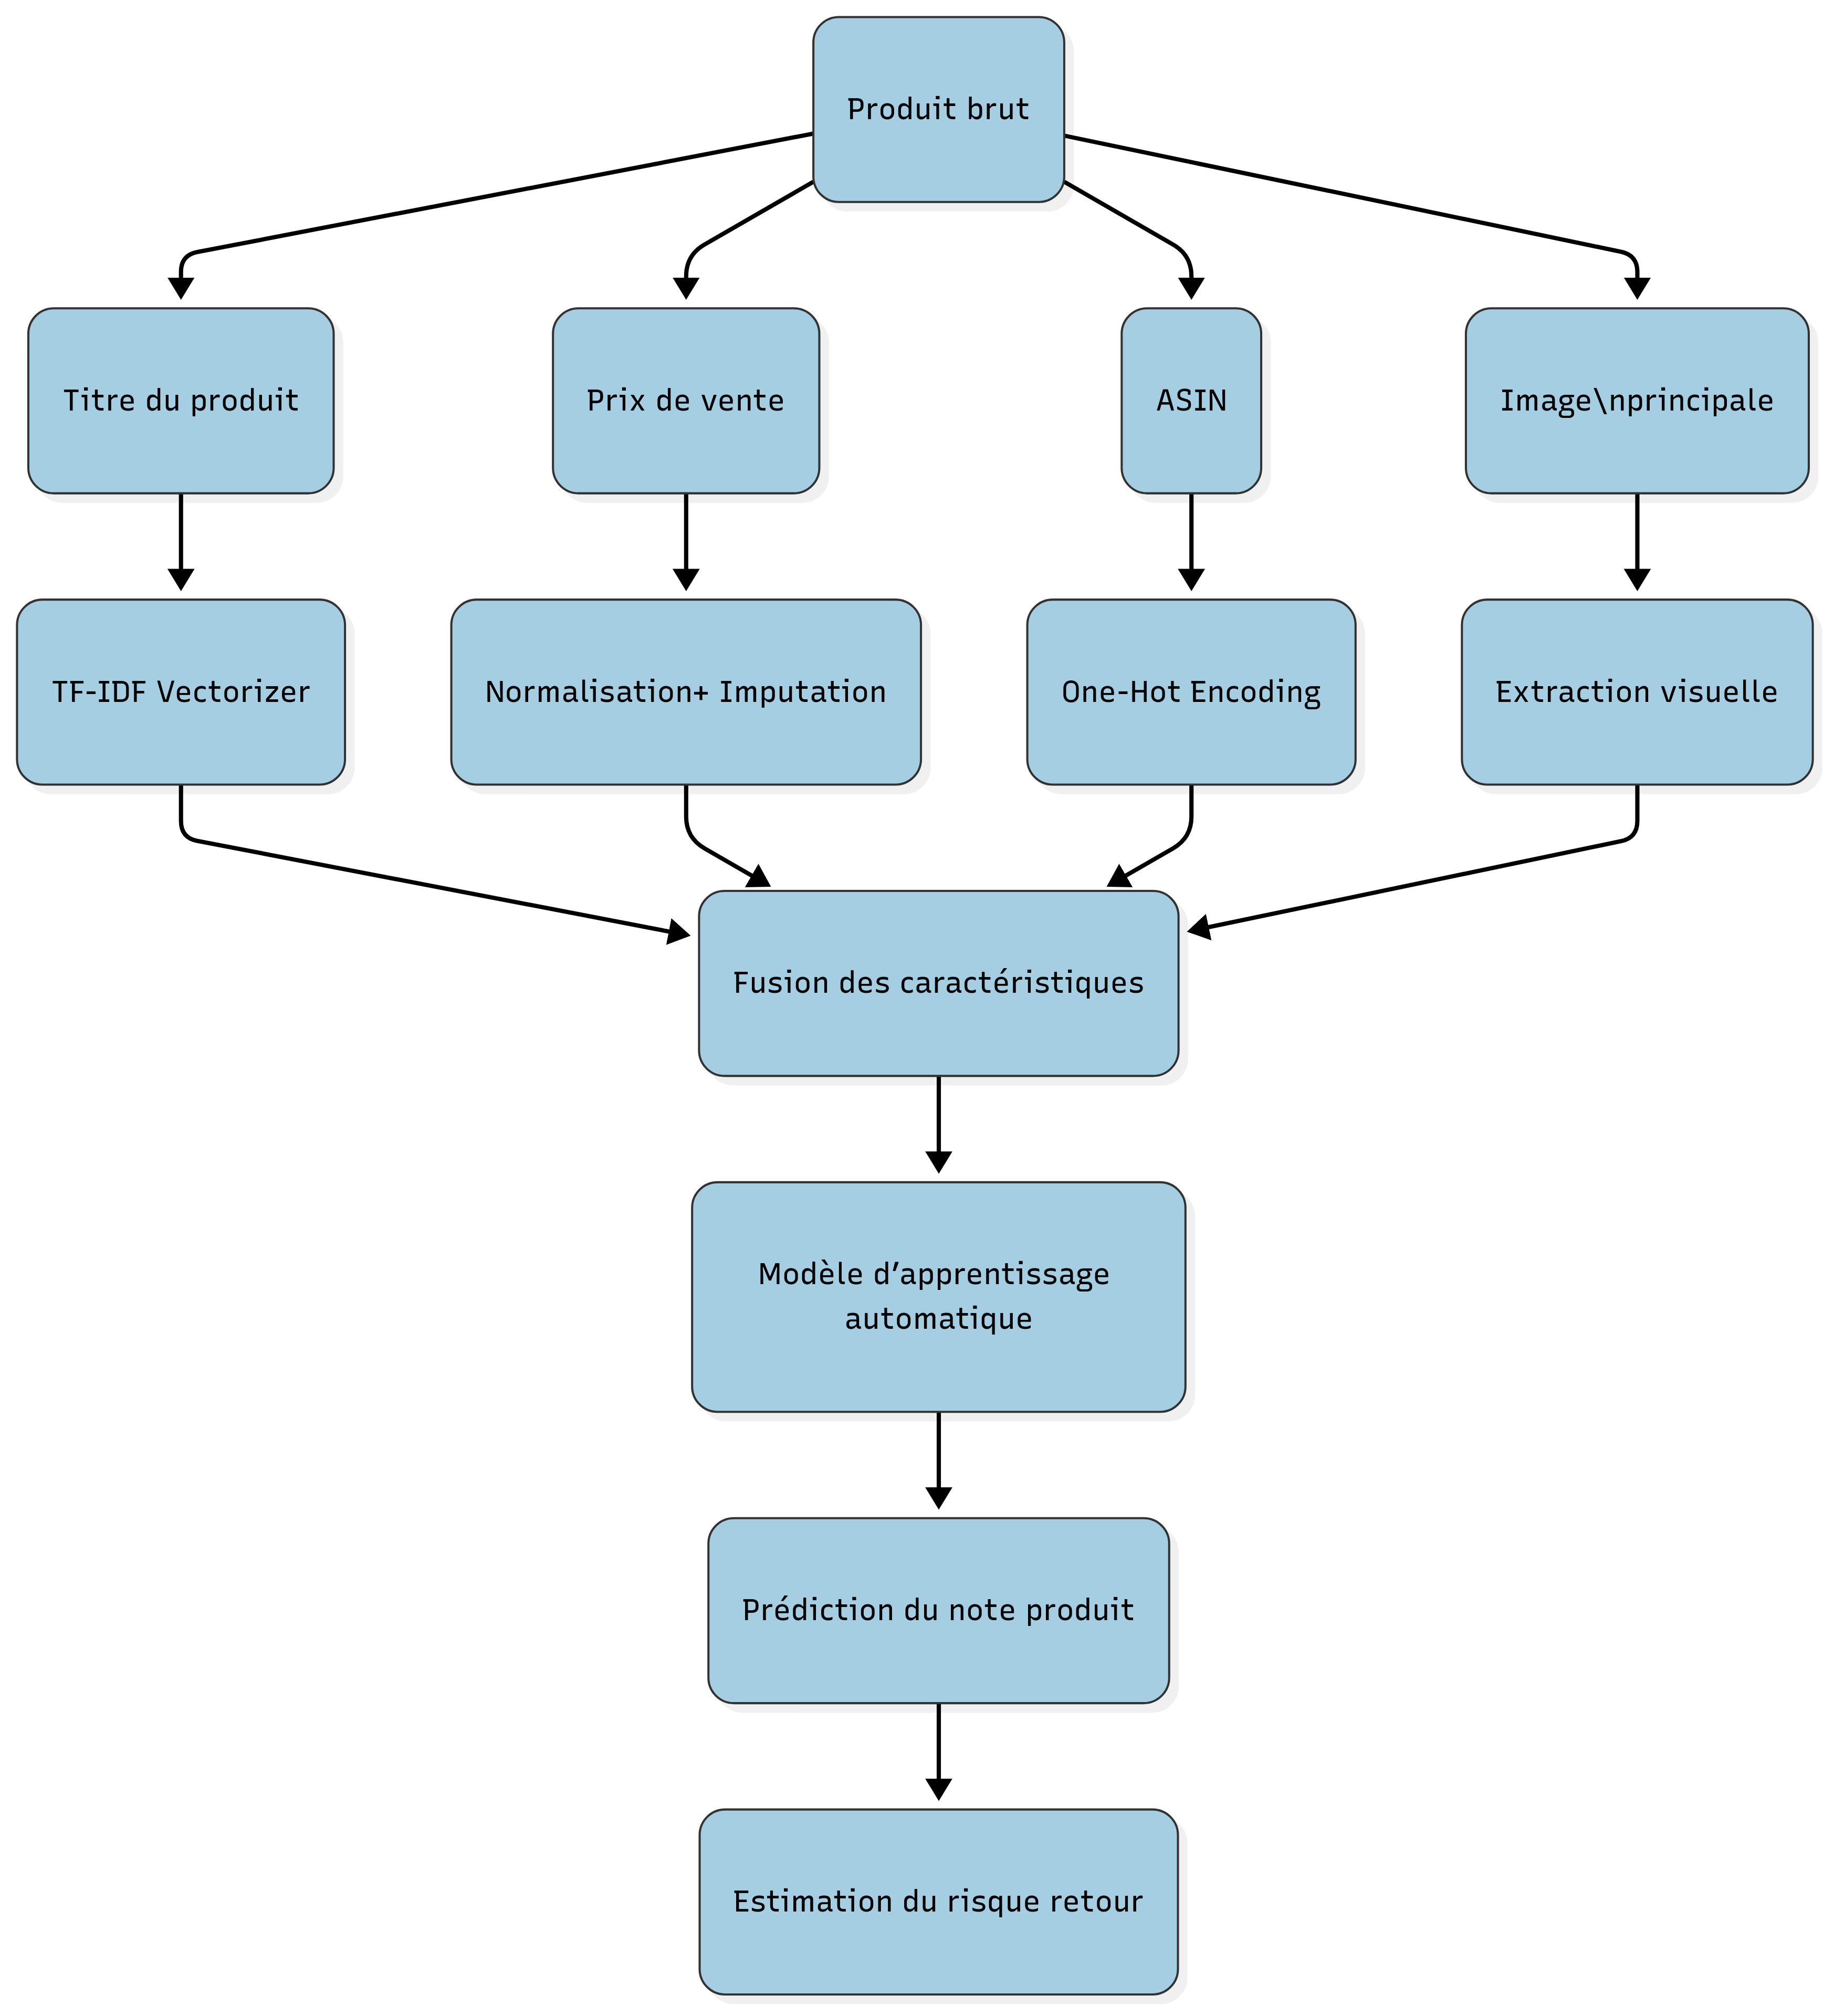 Produit brut
Titre du produit
Prix de vente
ASIN
Image\nprincipale
TF-IDF Vectorizer
Normalisation+ Imputation
One-Hot Encoding
Extraction visuelle
Fusion des caractéristiques
Modèle d’apprentissage
automatique
Prédiction du note produit
Estimation du risque retour